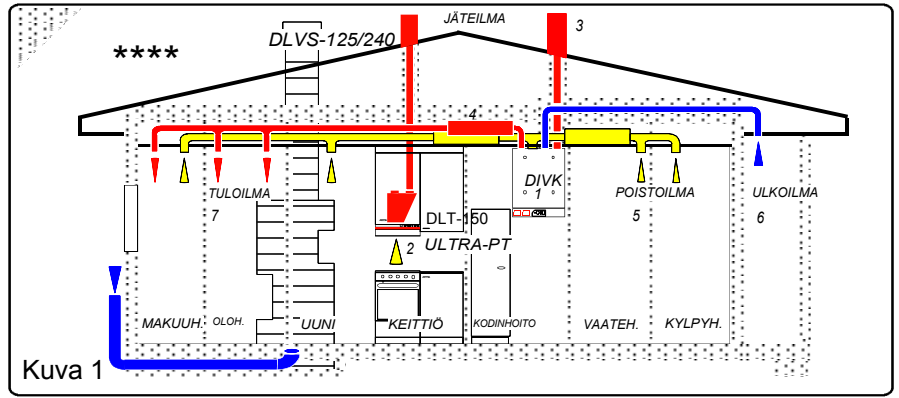 JÄTEILMA
3
DLVS-125/240
****
4
TULOILMA
7
DIVK
1
POISTOILMA
5
ULKOILMA
6
DLT-150
2 ULTRA-PT
MAKUUH. OLOH. UUNI KEITTIÖ KODINHOITO VAATEH. KYLPYH.
Kuva 1